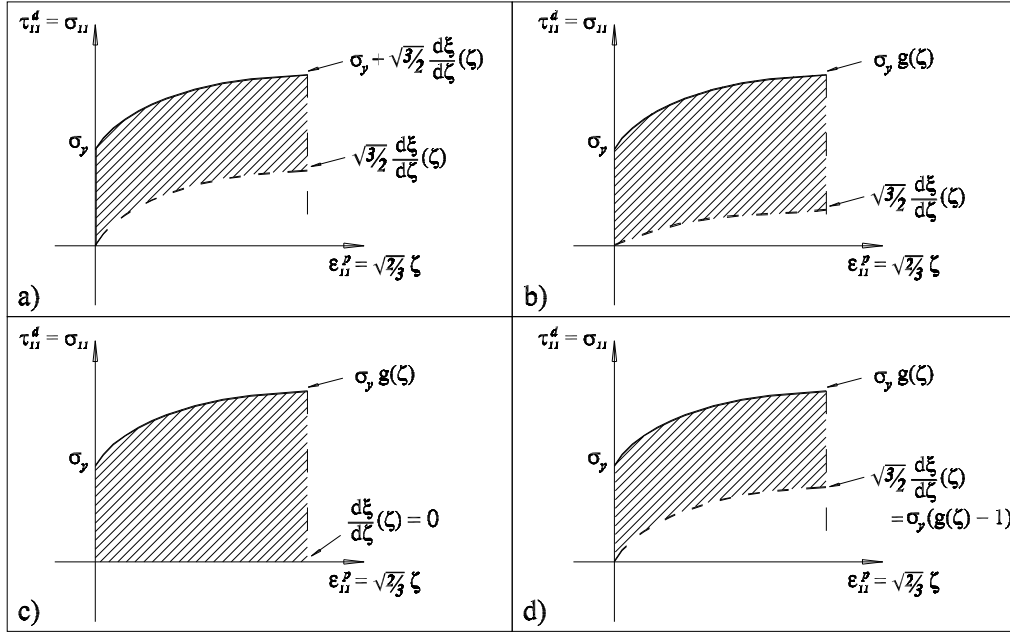 τ₁₁ᵈ = σ₁₁
σ_y + √3/2 dξ/dζ (ζ)
σ_y
√3/2 dξ/dζ (ζ)
ε₁₁ᵖ = √2/3 ζ
a)
τ₁₁ᵈ = σ₁₁
σ_y g(ζ)
σ_y
√3/2 dξ/dζ (ζ)
ε₁₁ᵖ = √2/3 ζ
b)
τ₁₁ᵈ = σ₁₁
σ_y g(ζ)
σ_y
dξ/dζ (ζ) = 0
ε₁₁ᵖ = √2/3 ζ
c)
τ₁₁ᵈ = σ₁₁
σ_y g(ζ)
σ_y
√3/2 dξ/dζ (ζ)
= σ_y (g(ζ) − 1)
ε₁₁ᵖ = √2/3 ζ
d)